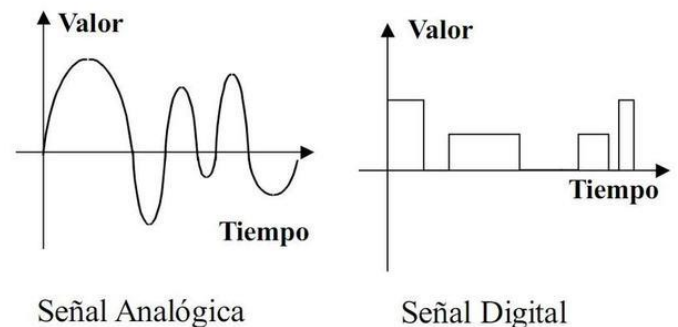 Valor
Tiempo
Señal Analógica
Valor
Tiempo
Señal Digital